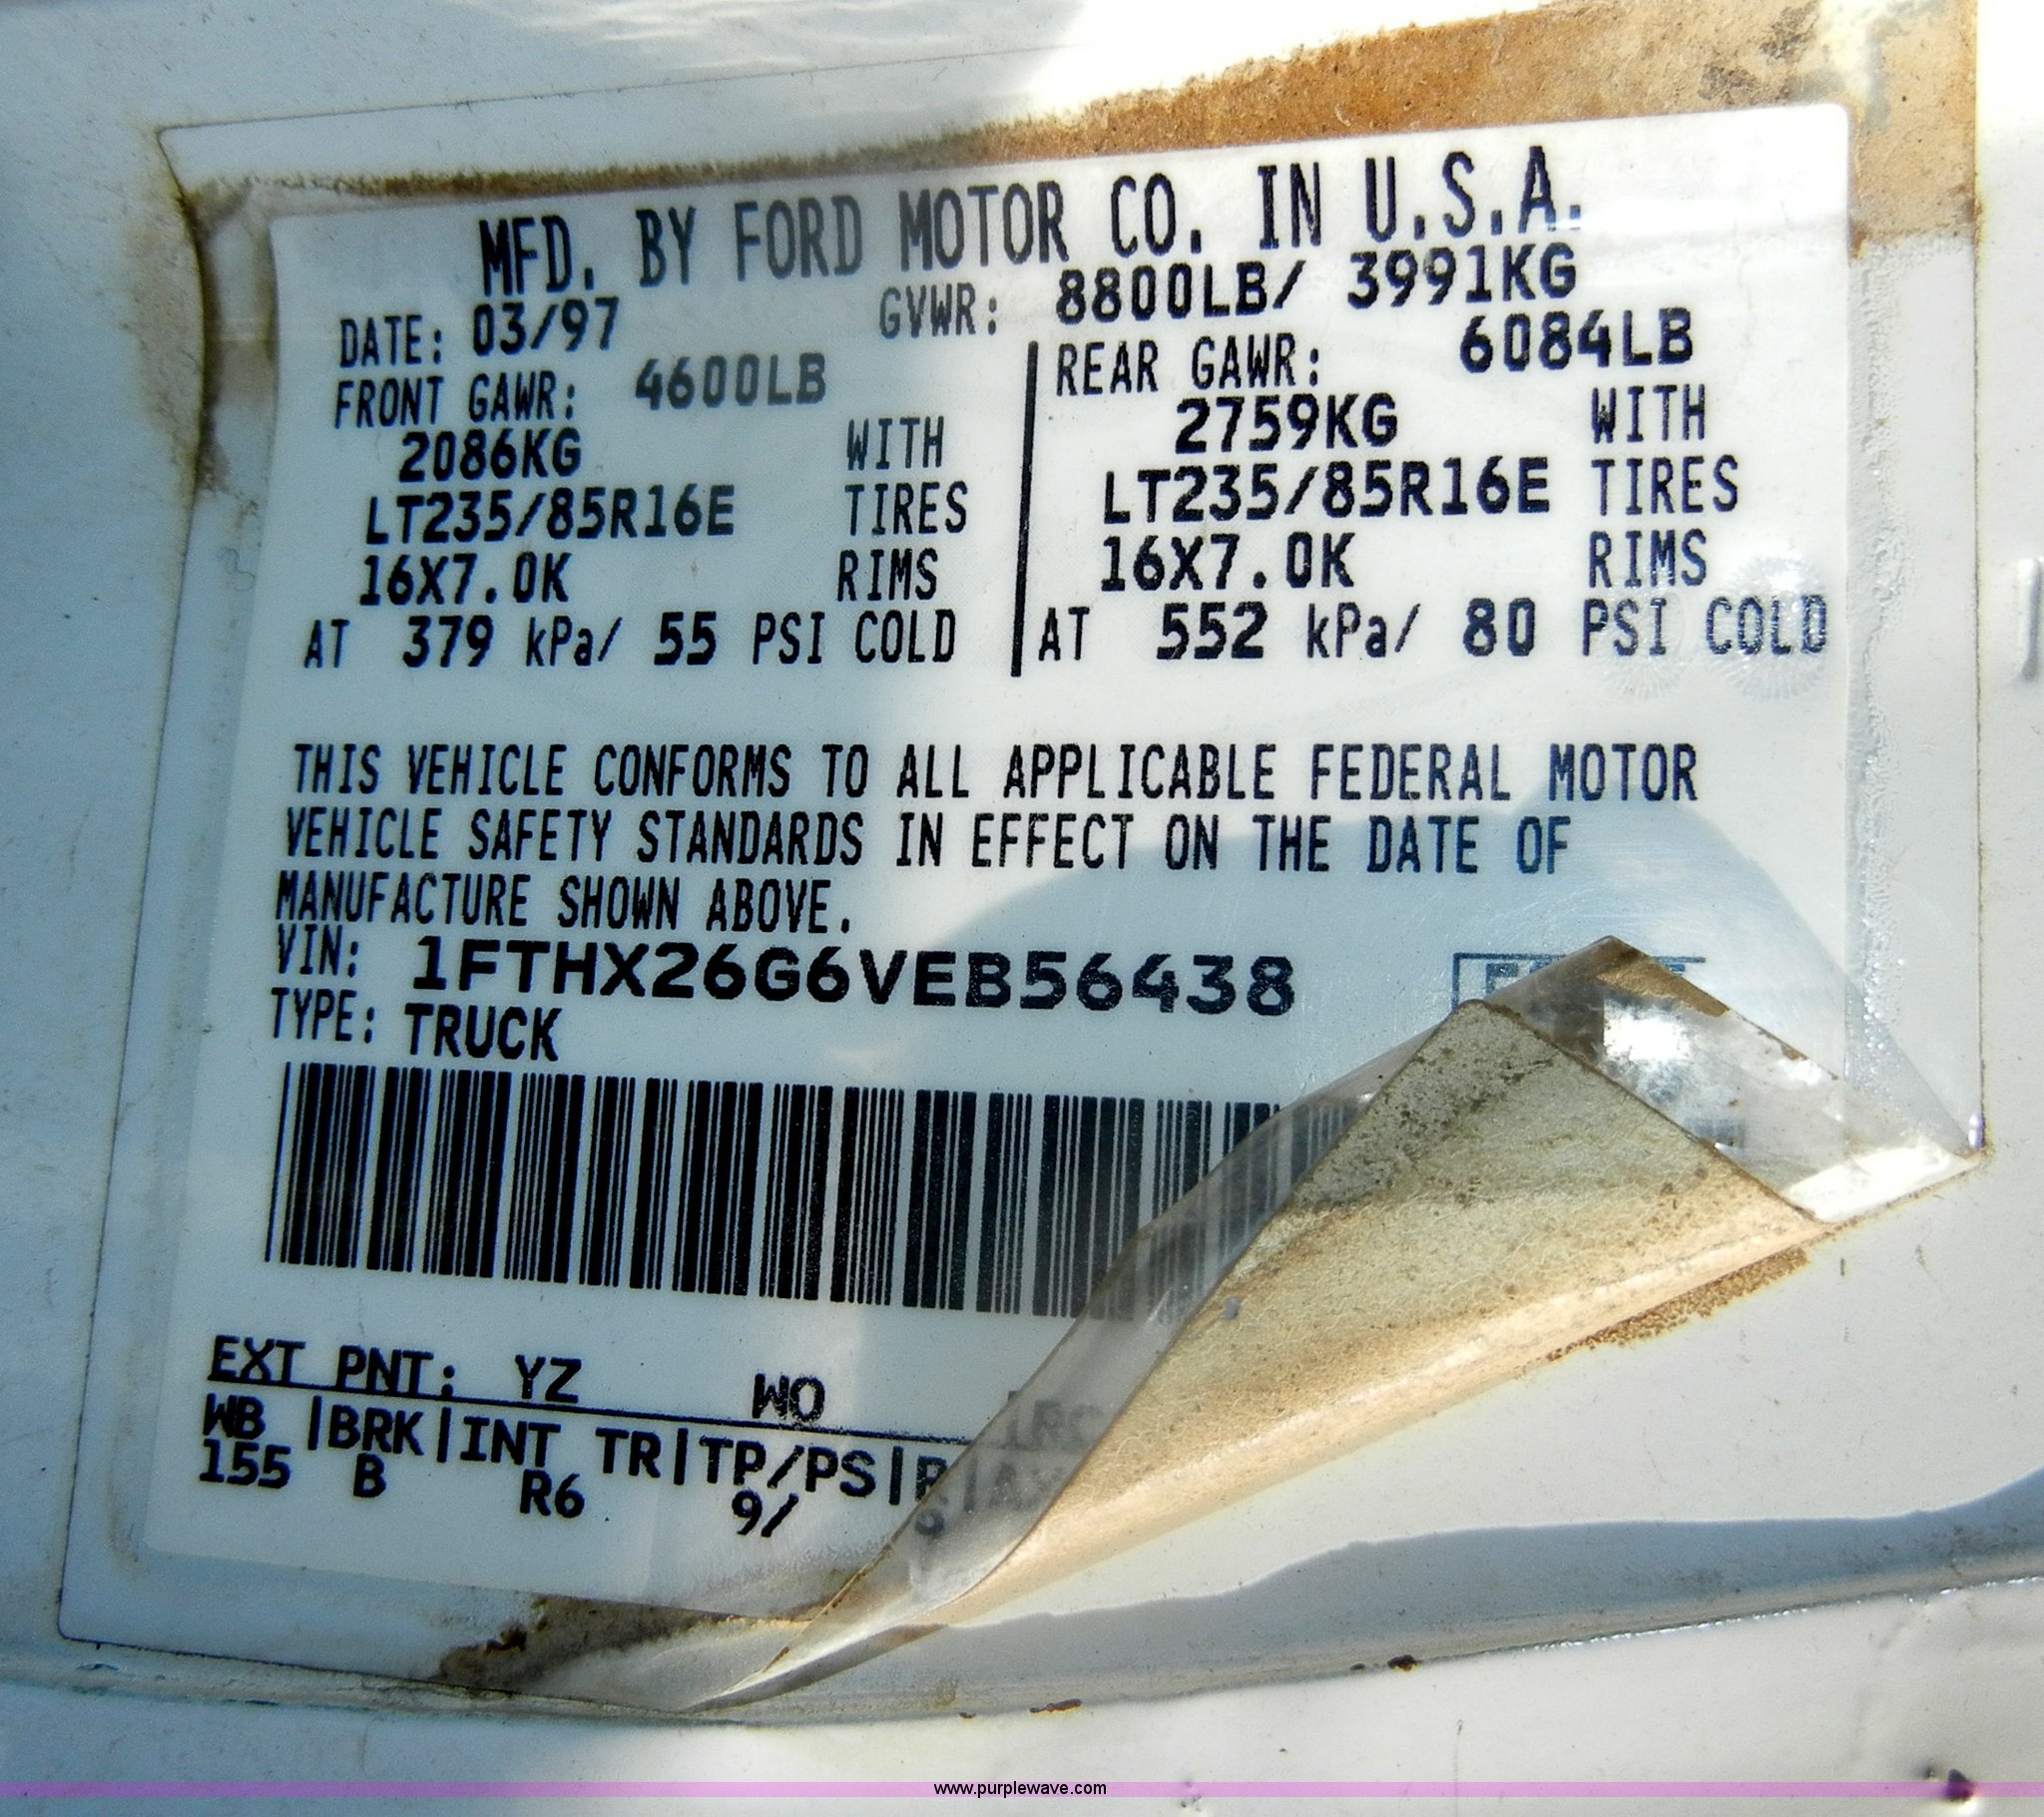 MFD. BY FORD MOTOR CO. IN U.S.A.
DATE: 03/97 GVWR: 8800LB/ 3991KG
FRONT GAWR: 4600LB
2086KG WITH
LT235/85R16E TIRES
16X7.0K RIMS
AT 379 kPa/ 55 PSI COLD
REAR GAWR: 6084LB
2759KG WITH
LT235/85R16E TIRES
16X7.0K RIMS
AT 552 kPa/ 80 PSI COLD
THIS VEHICLE CONFORMS TO ALL APPLICABLE FEDERAL MOTOR
VEHICLE SAFETY STANDARDS IN EFFECT ON THE DATE OF
MANUFACTURE SHOWN ABOVE.
VIN: 1FTHX26G6VEB56438
TYPE: TRUCK
EXT PNT: YZ WO
WB |BRK|INT TR|TP/PS|R
155 B R6 9/
www.purplewave.com